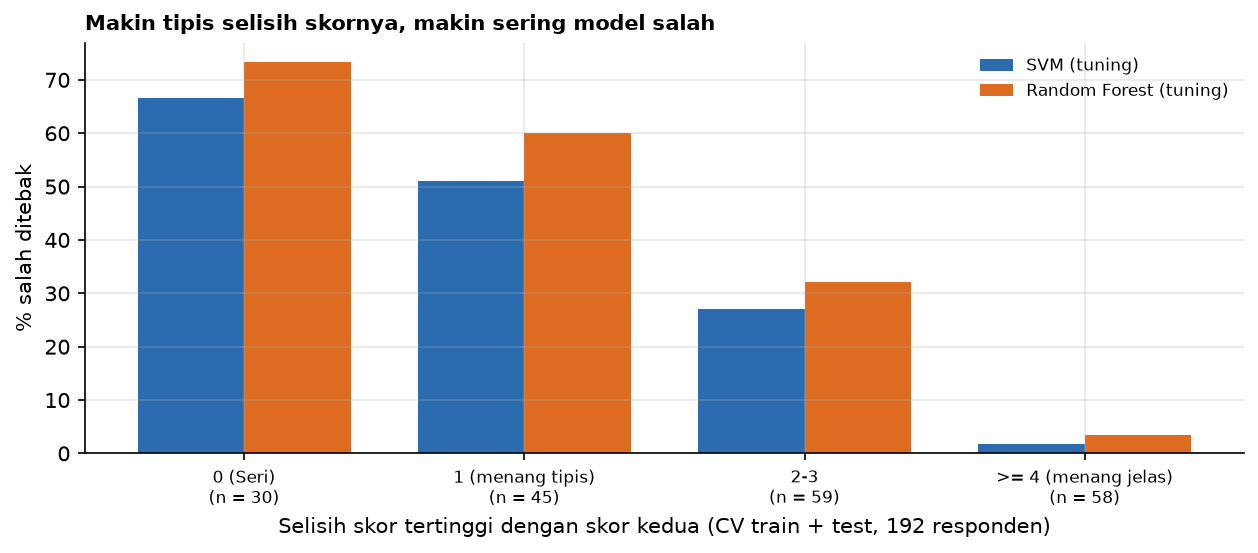 Makin tipis selisih skornya, makin sering model salah
SVM (tuning)
Random Forest (tuning)
% salah ditebak
70
60
50
40
30
20
10
0
0 (Seri)
(n = 30)
1 (menang tipis)
(n = 45)
2-3
(n = 59)
>= 4 (menang jelas)
(n = 58)
Selisih skor tertinggi dengan skor kedua (CV train + test, 192 responden)